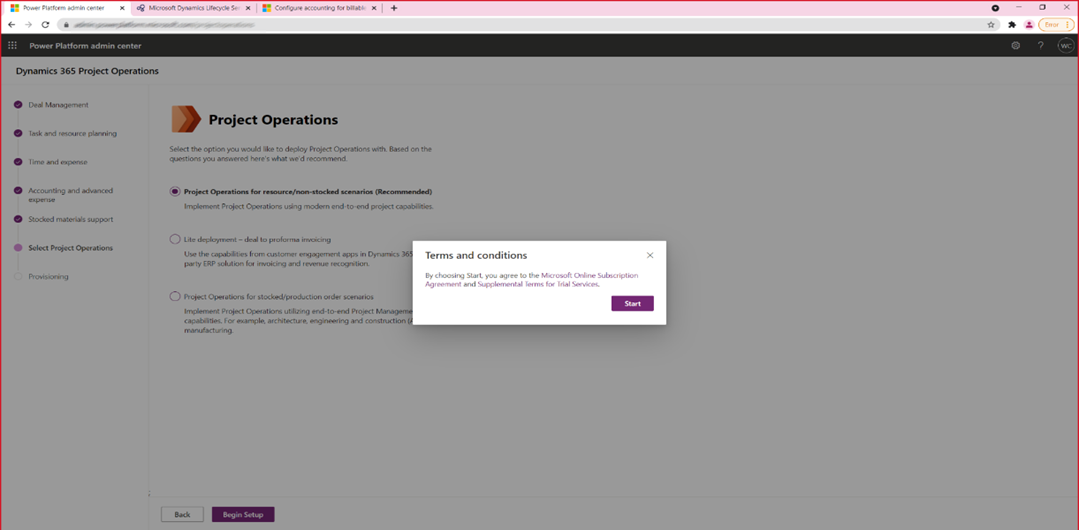 Power Platform admin center
Microsoft Dynamics Lifecycle Ser
Configure accounting for billable
Error
Power Platform admin center
WC
Dynamics 365 Project Operations
Deal Management
Task and resource planning
Time and expense
Accounting and advanced
expense
Stocked materials support
Select Project Operations
Provisioning
Project Operations
Select the option you would like to deploy Project Operations with. Based on the
questions you answered here's what we'd recommend.
Project Operations for resource/non-stocked scenarios (Recommended)
Implement Project Operations using modern end-to-end project capabilities.
Lite deployment – deal to proforma invoicing
Use the capabilities from customer engagement apps in Dynamics 365
party ERP solution for invoicing and revenue recognition.
Project Operations for stocked/production order scenarios
Implement Project Operations utilizing end-to-end Project Manageme
capabilities. For example, architecture, engineering and construction (
manufacturing.
Terms and conditions
By choosing Start, you agree to the Microsoft Online Subscription
Agreement and Supplemental Terms for Trial Services.
Start
Back
Begin Setup